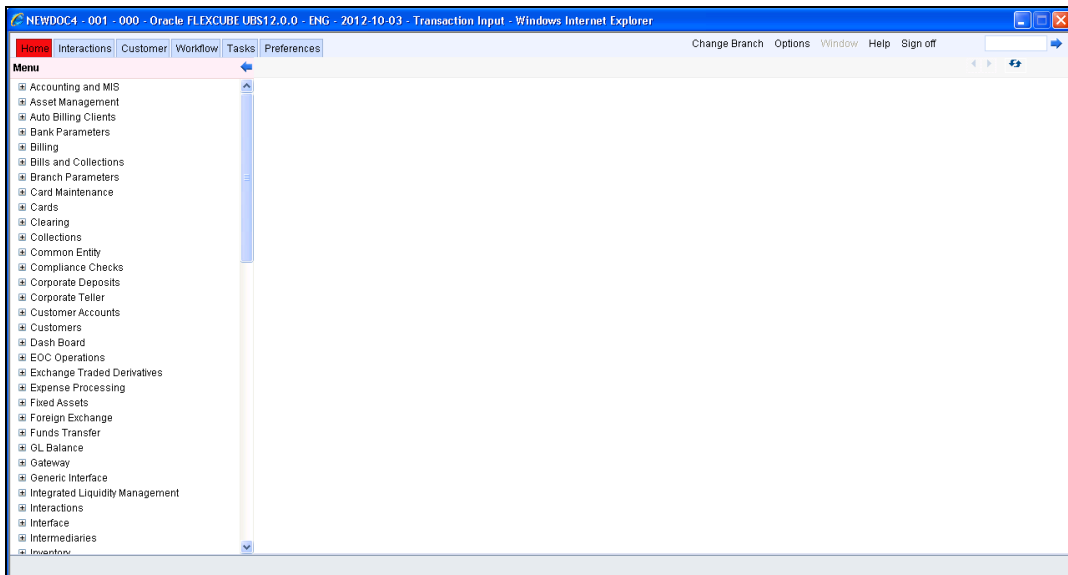 NEWDOC4 - 001 - 000 - Oracle FLEXCUBE UBS12.0.0 - ENG - 2012-10-03 - Transaction Input - Windows Internet Explorer
Home Interactions Customer Workflow Tasks Preferences Change Branch Options Window Help Sign off
Menu
Accounting and MIS
Asset Management
Auto Billing Clients
Bank Parameters
Billing
Bills and Collections
Branch Parameters
Card Maintenance
Cards
Clearing
Collections
Common Entity
Compliance Checks
Corporate Deposits
Corporate Teller
Customer Accounts
Customers
Dash Board
EOC Operations
Exchange Traded Derivatives
Expense Processing
Fixed Assets
Foreign Exchange
Funds Transfer
GL Balance
Gateway
Generic Interface
Integrated Liquidity Management
Interactions
Interface
Intermediaries
Inventory